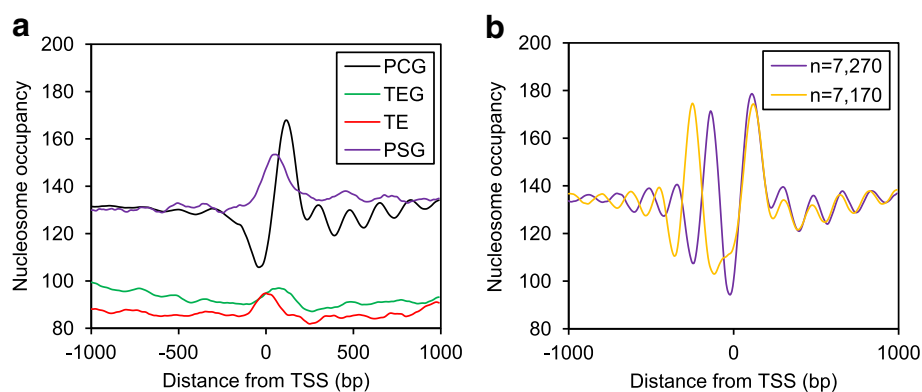 a
200
180
160
140
120
100
80
Nucleosome occupancy
PCG
TEG
TE
PSG
-1000
-500
0
500
1000
Distance from TSS (bp)
b
200
180
160
140
120
100
80
Nucleosome occupancy
n=7,270
n=7,170
-1000
0
1000
Distance from TSS (bp)